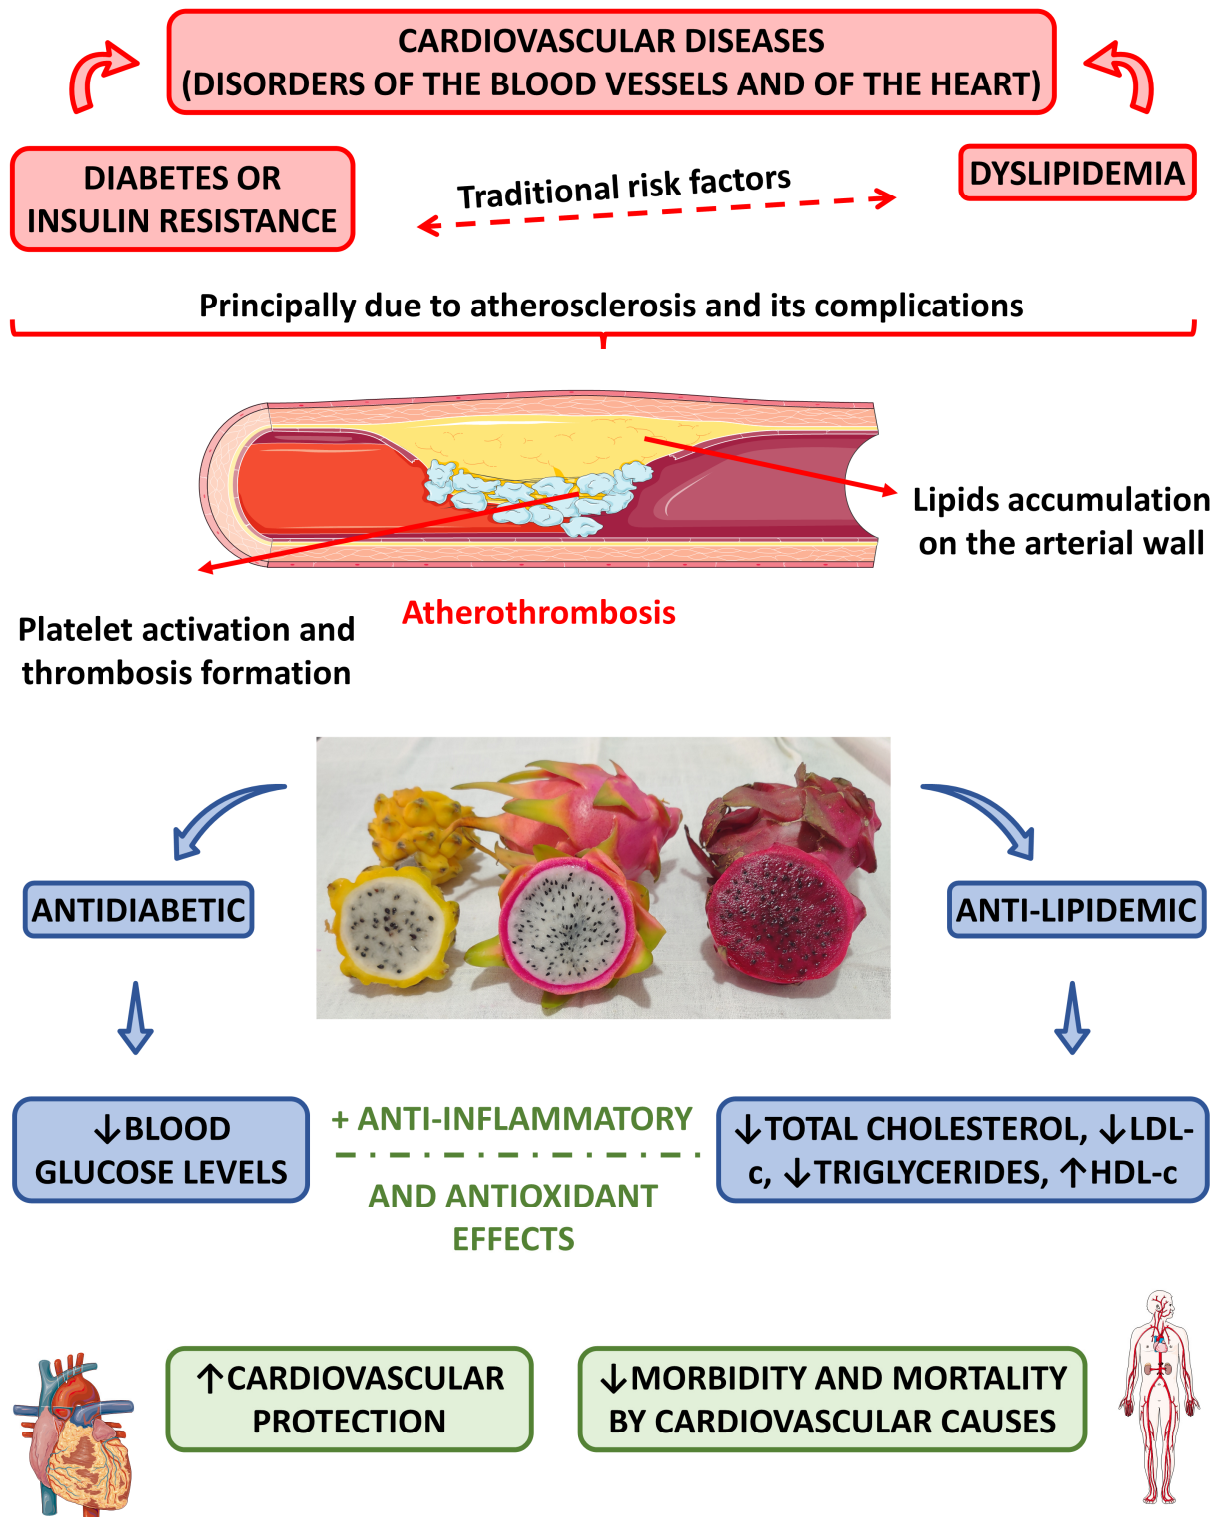 CARDIOVASCULAR DISEASES
(DISORDERS OF THE BLOOD VESSELS AND OF THE HEART)
DIABETES OR
INSULIN RESISTANCE
Traditional risk factors
DYSLIPIDEMIA
Principally due to atherosclerosis and its complications
Lipids accumulation
on the arterial wall
Atherothrombosis
Platelet activation and
thrombosis formation
ANTIDIABETIC
ANTI-LIPIDEMIC
↓BLOOD
GLUCOSE LEVELS
+ ANTI-INFLAMMATORY
AND ANTIOXIDANT
EFFECTS
↓TOTAL CHOLESTEROL, ↓LDL-
c, ↓TRIGLYCERIDES, ↑HDL-c
↑CARDIOVASCULAR
PROTECTION
↓MORBIDITY AND MORTALITY
BY CARDIOVASCULAR CAUSES